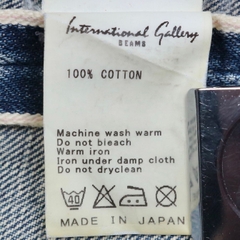 International Gallery
BEAMS
100% COTTON
Machine wash warm
Do not bleach
Warm iron
Iron under damp cloth
Do not dryclean
40
MADE IN JAPAN